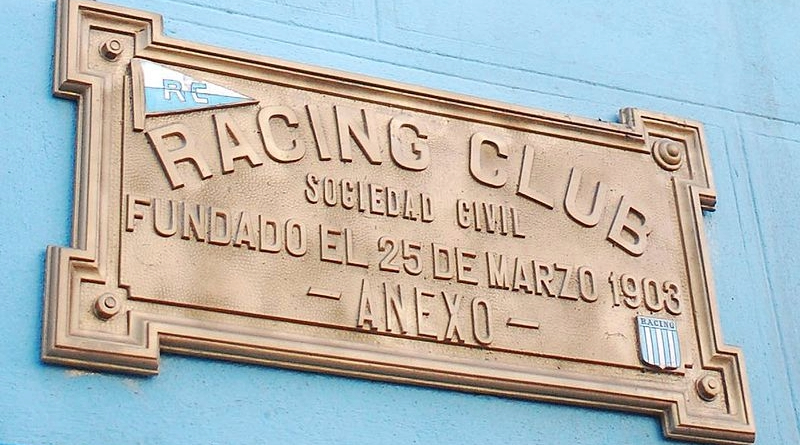 RC
RACING CLUB
SOCIEDAD CIVIL
FUNDADO EL 25 DE MARZO 1903
- ANEXO -
RACING